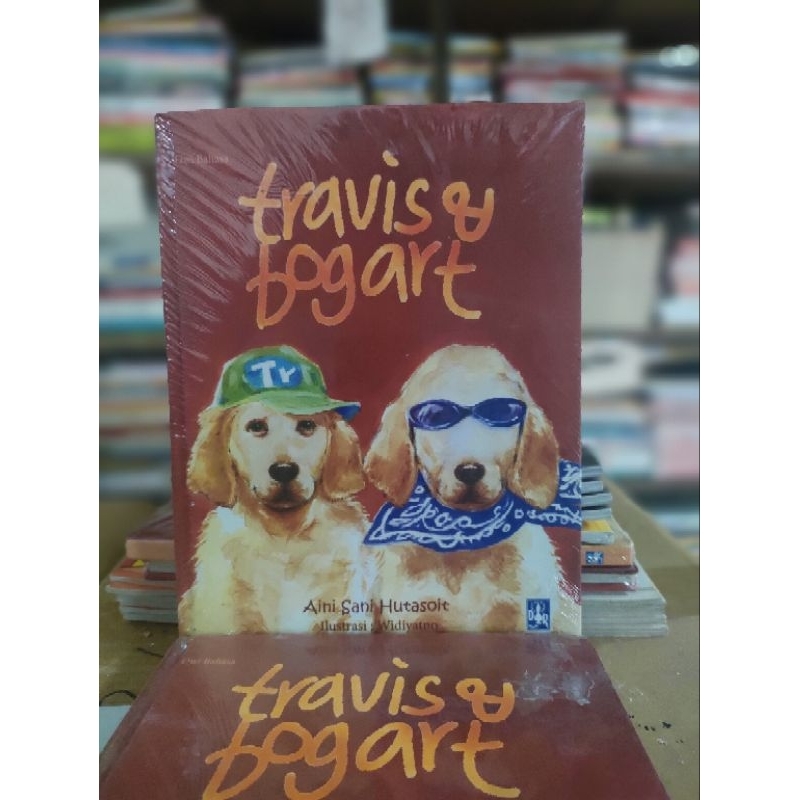 travis &
bogart
Tr
Aini Sani Hutasoit
Ilustrasi : Widiyatno
travis &
bogart